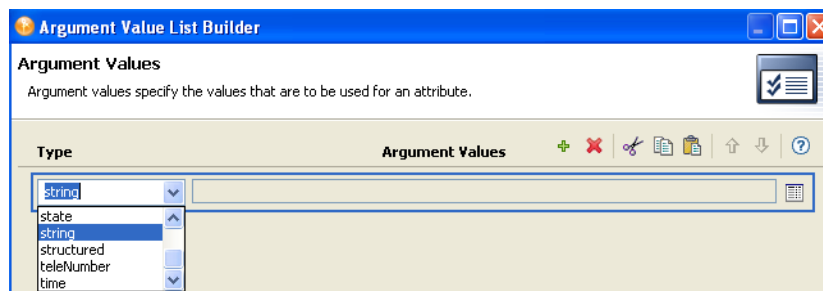 Argument Value List Builder
Argument Values
Argument values specify the values that are to be used for an attribute.
Type Argument Values
string
state
string
structured
teleNumber
time